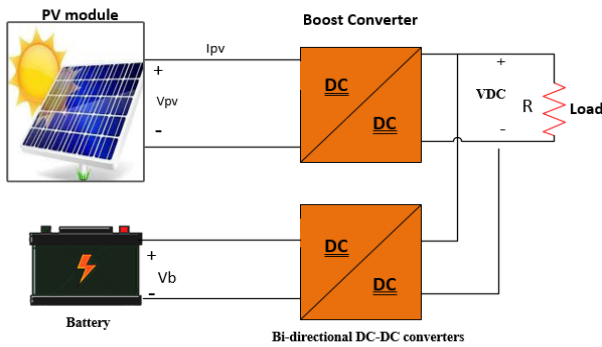 PV module
Boost Converter
Ipv
+
Vpv
-
DC
DC
+
VDC
-
R
Load
DC
DC
+
Vb
-
Battery
Bi-directional DC-DC converters